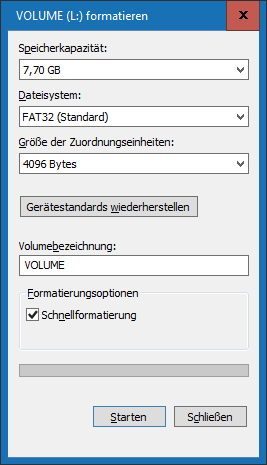 VOLUME (L:) formatieren
x
Speicherkapazität:
7,70 GB
Dateisystem:
FAT32 (Standard)
Größe der Zuordnungseinheiten:
4096 Bytes
Gerätestandards wiederherstellen
Volumebezeichnung:
VOLUME
Formatierungsoptionen
Schnellformatierung
Starten Schließen